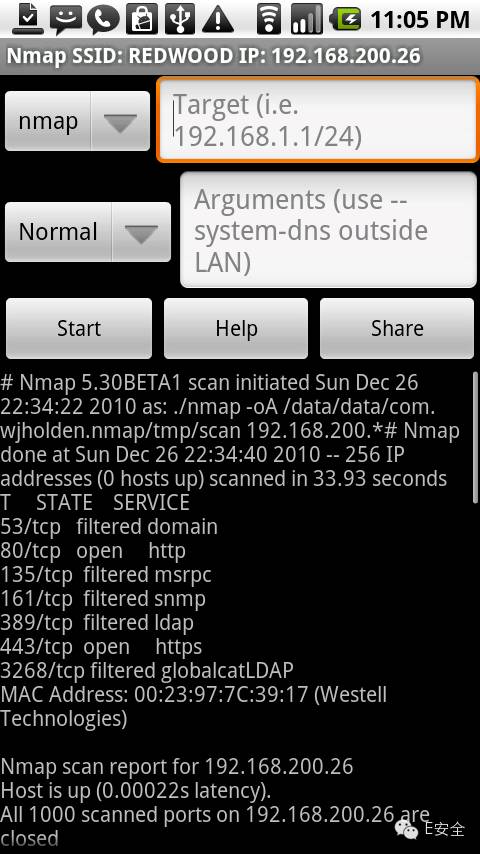 11:05 PM
Nmap SSID: REDWOOD IP: 192.168.200.26
nmap
Target (i.e.
192.168.1.1/24)
Normal
Arguments (use --
system-dns outside
LAN)
Start
Help
Share
# Nmap 5.30BETA1 scan initiated Sun Dec 26
22:34:22 2010 as: ./nmap -oA /data/data/com.
wjholden.nmap/tmp/scan 192.168.200.*# Nmap
done at Sun Dec 26 22:34:40 2010 -- 256 IP
addresses (0 hosts up) scanned in 33.93 seconds
T STATE SERVICE
53/tcp filtered domain
80/tcp open http
135/tcp filtered msrpc
161/tcp filtered snmp
389/tcp filtered ldap
443/tcp open https
3268/tcp filtered globalcatLDAP
MAC Address: 00:23:97:7C:39:17 (Westell
Technologies)
Nmap scan report for 192.168.200.26
Host is up (0.00022s latency).
All 1000 scanned ports on 192.168.200.26 are
closed
E安全